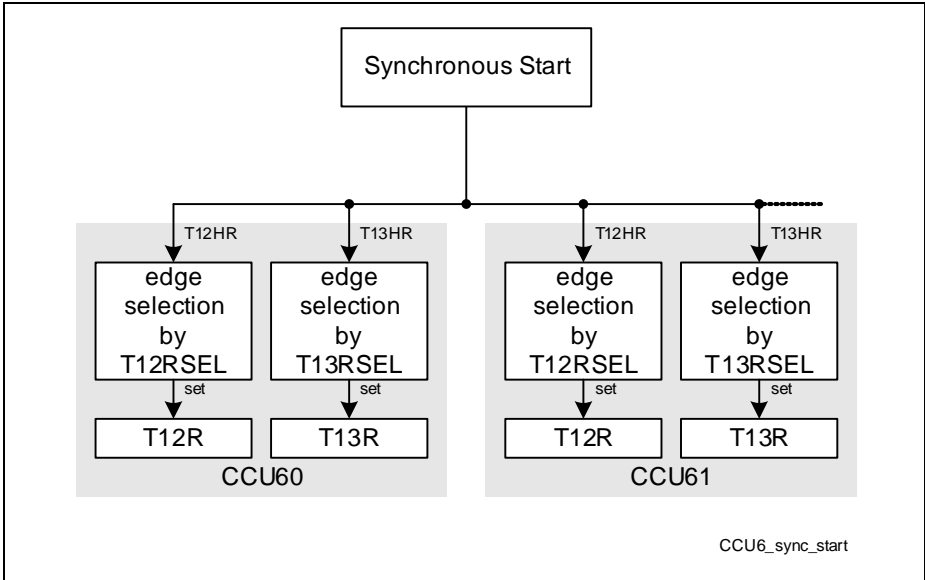 Synchronous Start
T12HR
T13HR
T12HR
T13HR
edge
selection
by
T12RSEL
edge
selection
by
T13RSEL
edge
selection
by
T12RSEL
edge
selection
by
T13RSEL
set
set
set
set
T12R
T13R
T12R
T13R
CCU60
CCU61
CCU6_sync_start